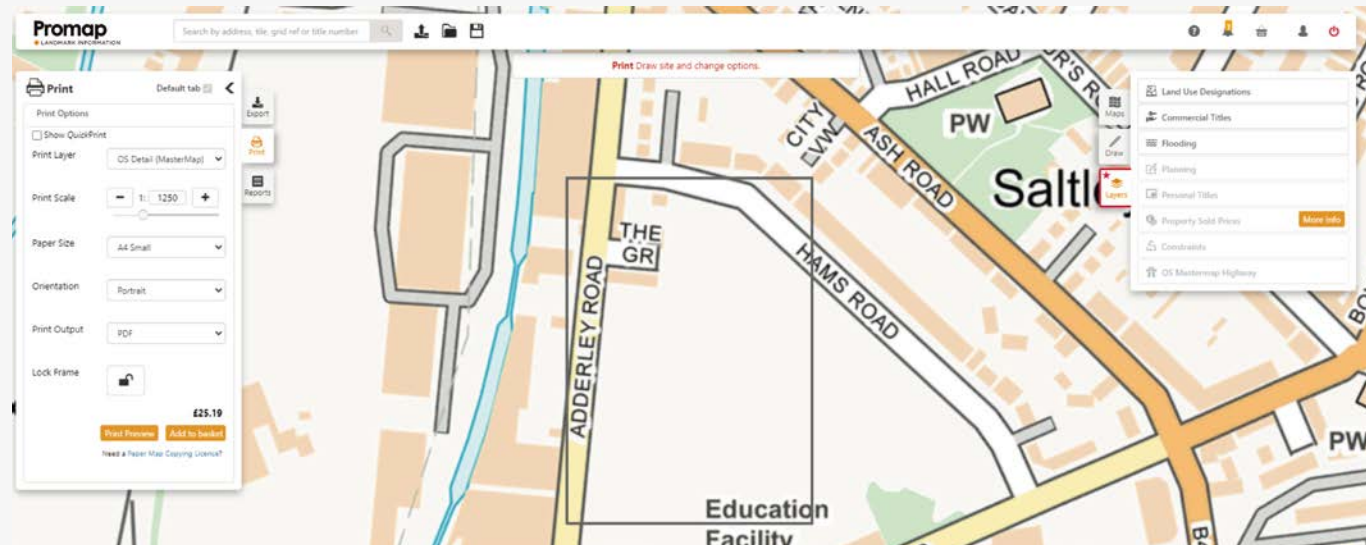 Promap
LANDMARK INFORMATION
Search by address, tile, grid ref or title number
Print Draw site and change options.
Print
Default tab
Print Options
Show QuickPrint
Print Layer
OS Detail (MasterMap)
Print Scale
1: 1250
Paper Size
A4 Small
Orientation
Portrait
Print Output
PDF
Lock Frame
£25.19
Print Preview
Add to basket
Need a Paper Map Copying Licence?
Export
Print
Reports
Maps
Draw
Layers
Land Use Designations
Commercial Titles
Flooding
Planning
Personal Titles
Property Sold Prices
More Info
Constraints
OS Mastermap Highway
HALL ROAD
PW
CITY
VW
ASH ROAD
THE
GR
HAMS ROAD
ADDERLEY ROAD
Education
Facility
PW